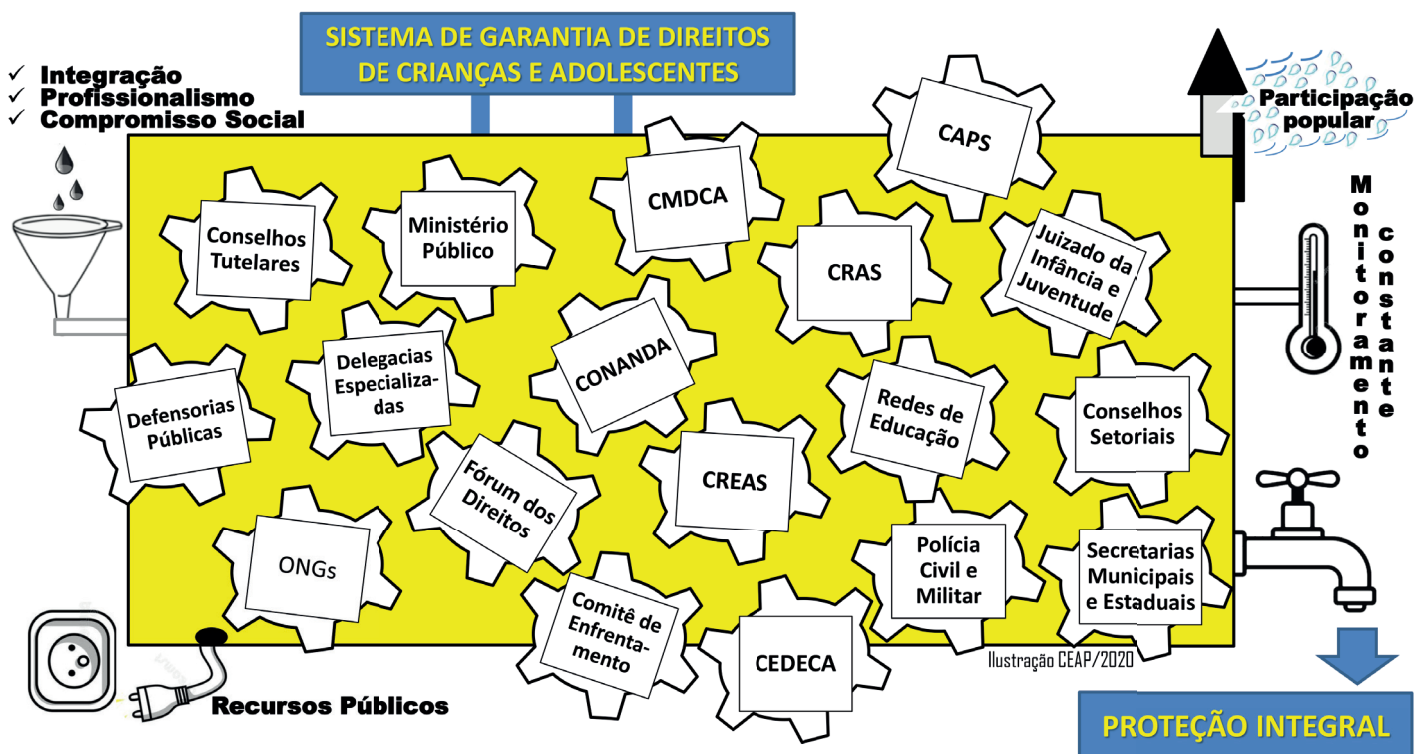 SISTEMA DE GARANTIA DE DIREITOS
DE CRIANÇAS E ADOLESCENTES
✓ Integração
✓ Profissionalismo
✓ Compromisso Social
Participação
popular
CAPS
CMDCA
Ministério
Público
Conselhos
Tutelares
CRAS
Juizado da
Infância e
Juventude
Monitoramento
constante
Delegacias
Especializa-
das
CONANDA
Defensorias
Públicas
Redes de
Educação
Conselhos
Setoriais
Fórum dos
Direitos
CREAS
ONGs
Polícia
Civil e
Militar
Secretarias
Municipais
e Estaduais
Comitê de
Enfrenta-
mento
CEDECA
Ilustração CEAP/2020
Recursos Públicos
PROTEÇÃO INTEGRAL